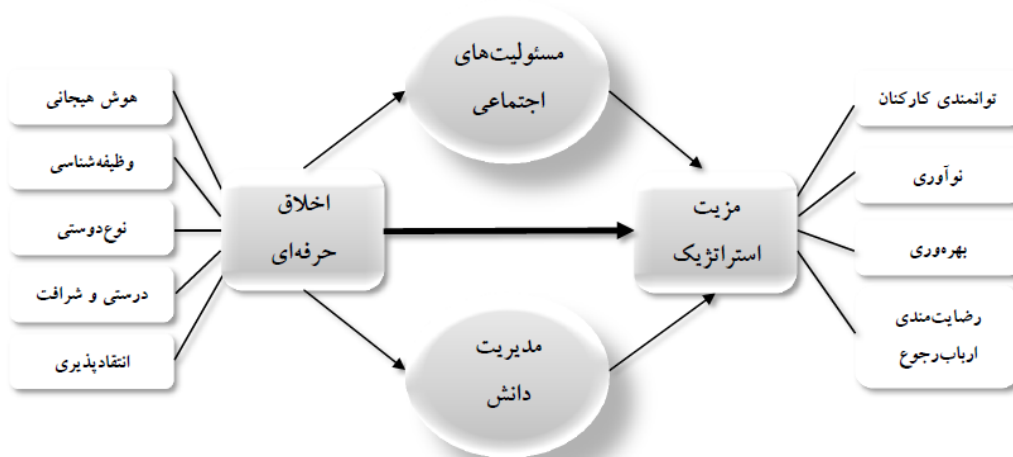 مسئولیت‌های
اجتماعی
هوش هیجانی
وظیفه‌شناسی
نوع‌دوستی
درستی و شرافت
انتقادپذیری
اخلاق
حرفه‌ای
مزیت
استراتژیک
توانمندی کارکنان
نوآوری
بهره‌وری
رضایت‌مندی
ارباب‌رجوع
مدیریت
دانش